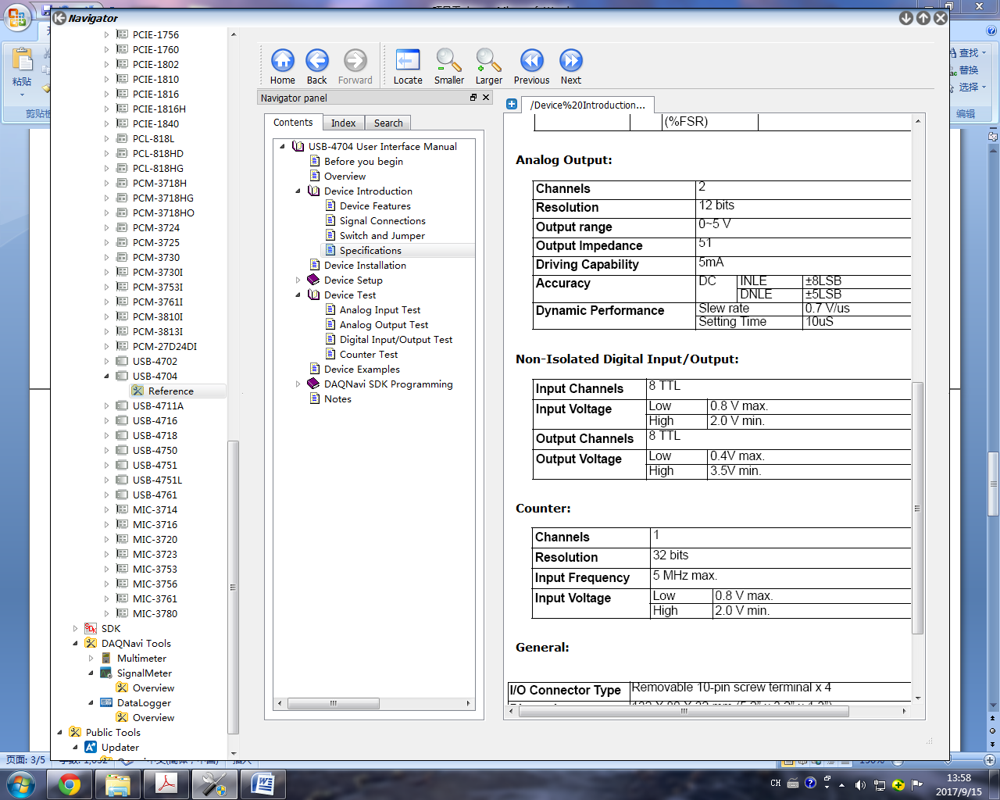 Navigator
PCIE-1756
PCIE-1760
PCIE-1802
PCIE-1810
PCIE-1816
PCIE-1816H
PCIE-1840
PCL-818L
PCL-818HD
PCL-818HG
PCM-3718H
PCM-3718HG
PCM-3718HO
PCM-3724
PCM-3725
PCM-3730
PCM-3730I
PCM-3753I
PCM-3761I
PCM-3810I
PCM-3813I
PCM-27D24DI
USB-4702
USB-4704
Reference
USB-4711A
USB-4716
USB-4718
USB-4750
USB-4751
USB-4751L
USB-4761
MIC-3714
MIC-3716
MIC-3720
MIC-3723
MIC-3753
MIC-3756
MIC-3761
MIC-3780
SDK
DAQNavi Tools
Multimeter
SignalMeter
Overview
DataLogger
Overview
Public Tools
Updater
Home Back Forward Locate Smaller Larger Previous Next
Navigator panel
Contents Index Search
USB-4704 User Interface Manual
Before you begin
Overview
Device Introduction
Device Features
Signal Connections
Switch and Jumper
Specifications
Device Installation
Device Setup
Device Test
Analog Input Test
Analog Output Test
Digital Input/Output Test
Counter Test
Device Examples
DAQNavi SDK Programming
Notes
/Device%20Introduction...
(%FSR)
Analog Output:
Channels 2
Resolution 12 bits
Output range 0~5 V
Output Impedance 51
Driving Capability 5mA
Accuracy DC INLE ±8LSB
DNLE ±5LSB
Dynamic Performance Slew rate 0.7 V/us
Setting Time 10uS
Non-Isolated Digital Input/Output:
Input Channels 8 TTL
Input Voltage Low 0.8 V max.
High 2.0 V min.
Output Channels 8 TTL
Output Voltage Low 0.4V max.
High 3.5V min.
Counter:
Channels 1
Resolution 32 bits
Input Frequency 5 MHz max.
Input Voltage Low 0.8 V max.
High 2.0 V min.
General:
I/O Connector Type Removable 10-pin screw terminal x 4
粘贴
剪贴板
查找
替换
选择
编辑
页面: 3/5
CH
13:58
2017/9/15